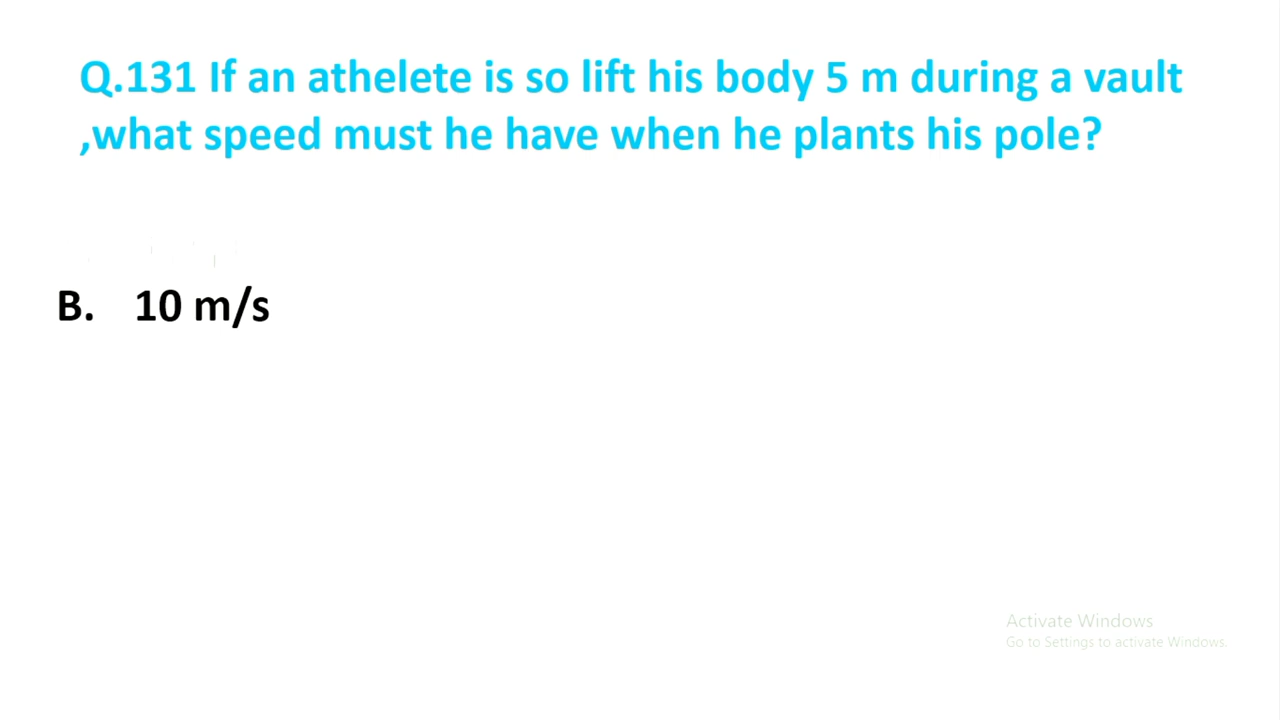 Q.131 If an athelete is so lift his body 5 m during a vault
,what speed must he have when he plants his pole?
B. 10 m/s
Activate Windows
Go to Settings to activate Windows.